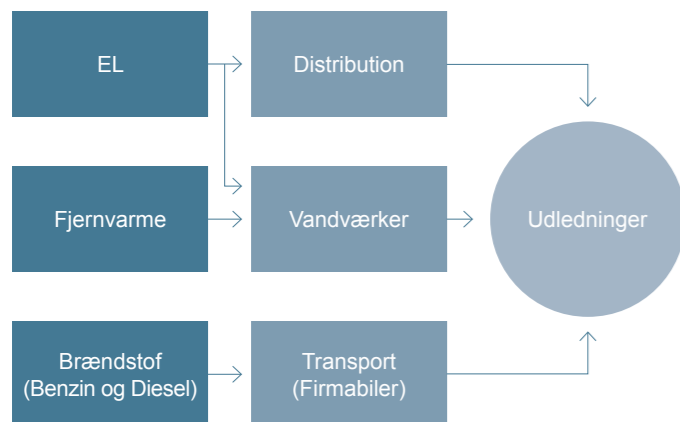 EL
Distribution
Fjernvarme
Vandværker
Udledninger
Brændstof
(Benzin og Diesel)
Transport
(Firmabiler)